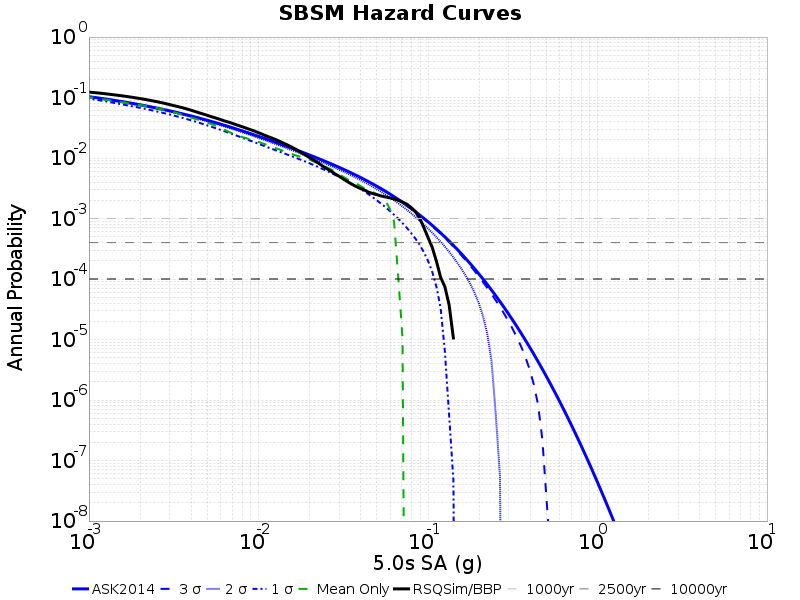 SBSM Hazard Curves
10^0
10^-1
10^-2
10^-3
10^-4
10^-5
10^-6
10^-7
10^-8
Annual Probability
10^-3 10^-2 10^-1 10^0 10^1
5.0s SA (g)
ASK2014 3 σ 2 σ 1 σ Mean Only RSQSim/BBP 1000yr 2500yr 10000yr